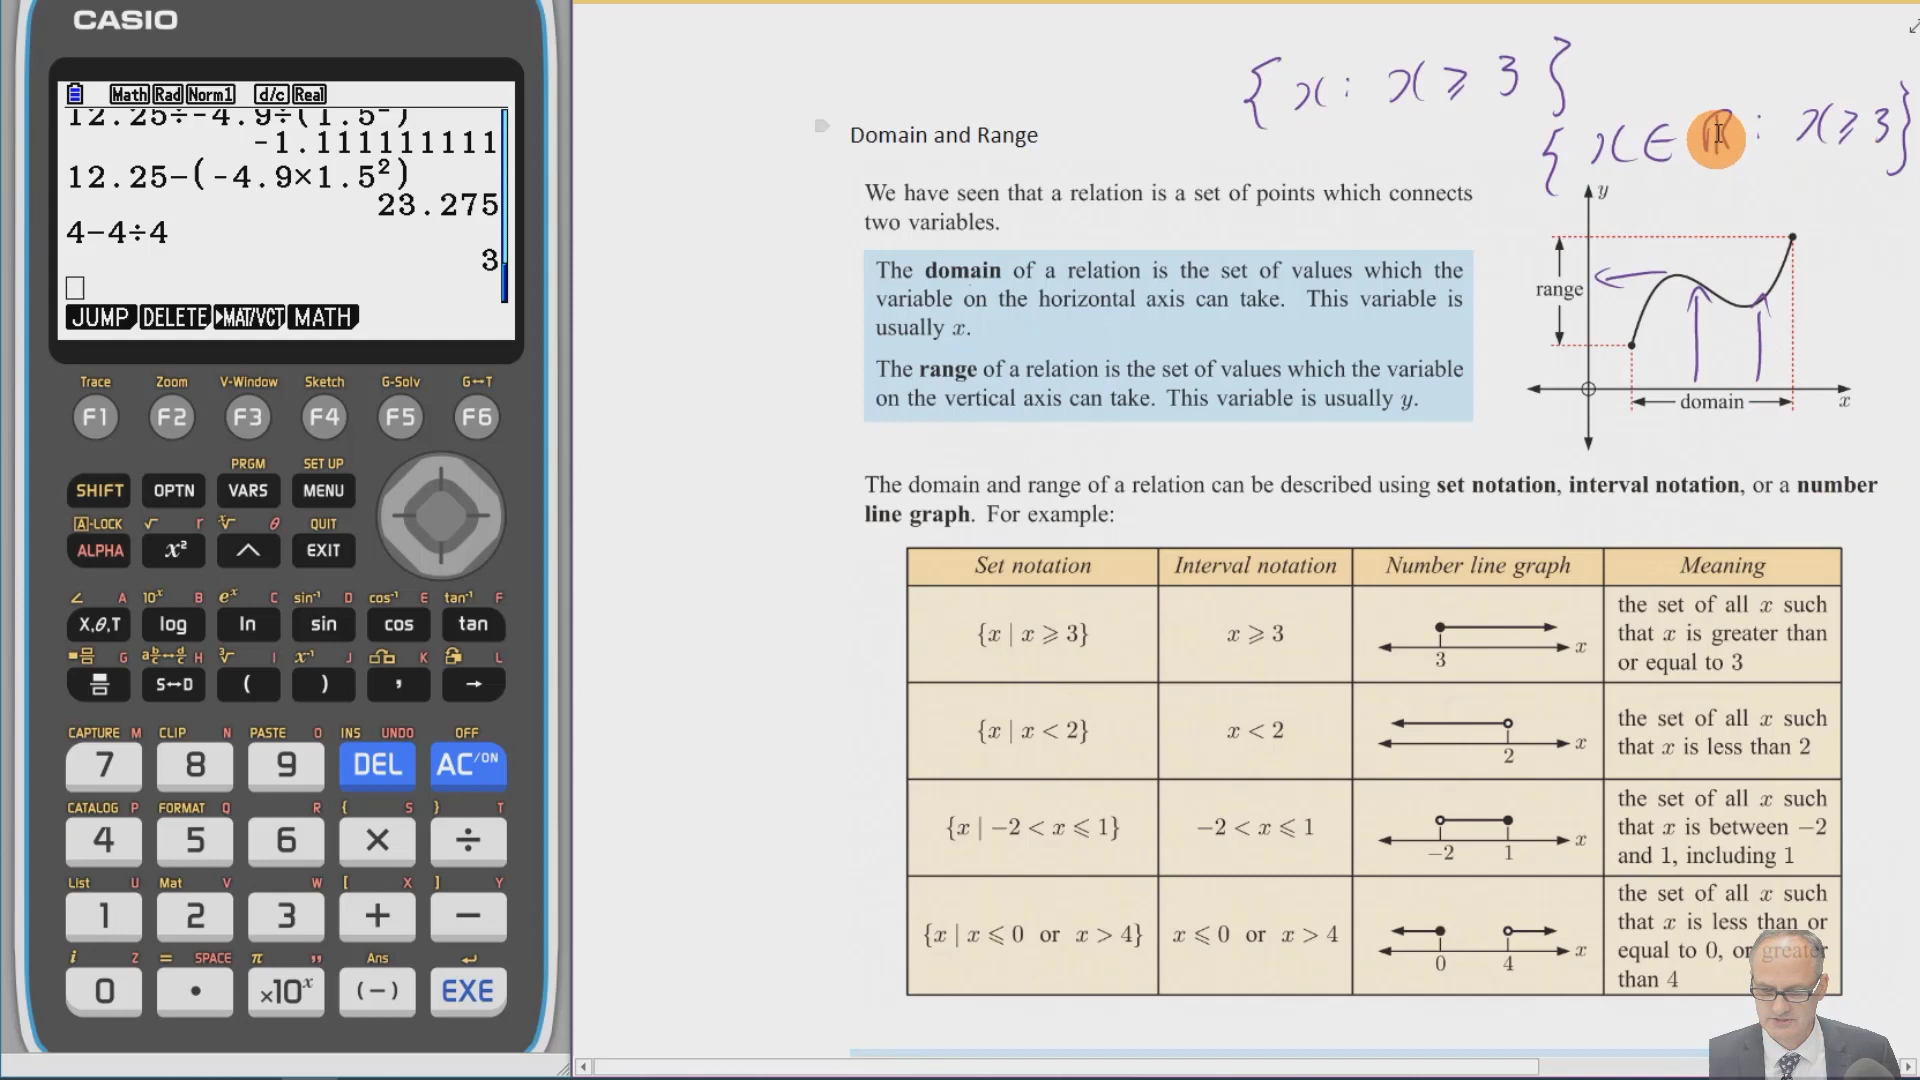 CASIO
Math Rad Norm1 d/c Real
12.25÷-4.9÷(1.5²)
-1.111111111
12.25-(-4.9×1.5²)
23.275
4-4÷4
3
JUMP DELETE ▶MAT/VCT MATH
Trace Zoom V-Window Sketch G-Solv G↔T
F1 F2 F3 F4 F5 F6
PRGM SET UP
SHIFT OPTN VARS MENU
A-LOCK √ r ˣ√ θ QUIT
ALPHA x² ^ EXIT
∠ A 10ˣ B eˣ C sin⁻¹ D cos⁻¹ E tan⁻¹ F
X,θ,T log ln sin cos tan
G H ³√ I x⁻¹ J K L
S↔D ( ) , →
CAPTURE M CLIP N PASTE O INS UNDO OFF
7 8 9 DEL AC/ON
CATALOG P FORMAT Q R { S } T
4 5 6 × ÷
List U Mat V W [ X ] Y
1 2 3 + −
i Z = SPACE π " Ans
0 • ×10ˣ (−) EXE
{x : x ⩾ 3}
{x ∈ ℝ : x ⩾ 3}
Domain and Range
We have seen that a relation is a set of points which connects
two variables.
The domain of a relation is the set of values which the
variable on the horizontal axis can take. This variable is
usually x.
The range of a relation is the set of values which the variable
on the vertical axis can take. This variable is usually y.
y
range
domain
x
The domain and range of a relation can be described using set notation, interval notation, or a number
line graph. For example:
Set notation Interval notation Number line graph Meaning
{x | x ⩾ 3} x ⩾ 3 3 x the set of all x such
that x is greater than
or equal to 3
{x | x < 2} x < 2 2 x the set of all x such
that x is less than 2
{x | −2 < x ⩽ 1} −2 < x ⩽ 1 −2 1 x the set of all x such
that x is between −2
and 1, including 1
{x | x ⩽ 0 or x > 4} x ⩽ 0 or x > 4 0 4 x the set of all x such
that x is less than or
equal to 0, or greater
than 4